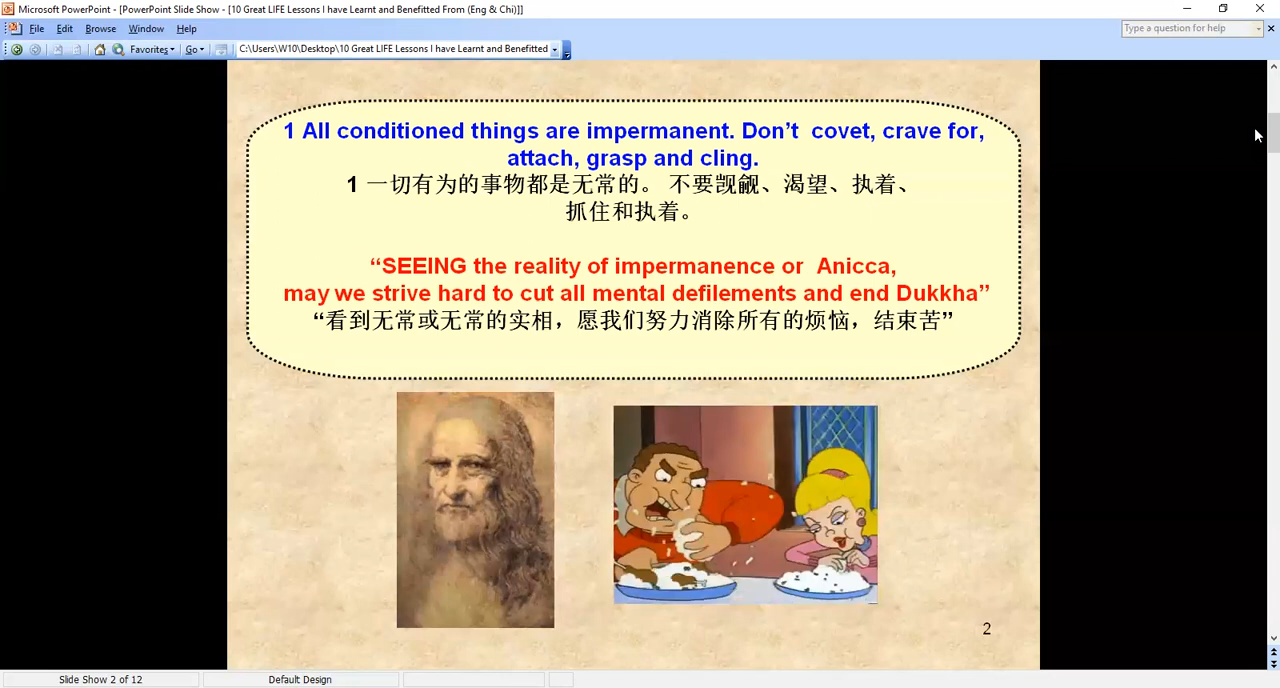 Microsoft PowerPoint - [PowerPoint Slide Show - [10 Great LIFE Lessons I have Learnt and Benefitted From (Eng & Chi)]]
File Edit Browse Window Help
Type a question for help
Favorites Go C:\Users\W10\Desktop\10 Great LIFE Lessons I have Learnt and Benefitted
1 All conditioned things are impermanent. Don’t covet, crave for,
attach, grasp and cling.
1 一切有为的事物都是无常的。 不要觊觎、渴望、执着、
抓住和执着。
“SEEING the reality of impermanence or Anicca,
may we strive hard to cut all mental defilements and end Dukkha”
“看到无常或无常的实相，愿我们努力消除所有的烦恼，结束苦”
2
Slide Show 2 of 12 Default Design